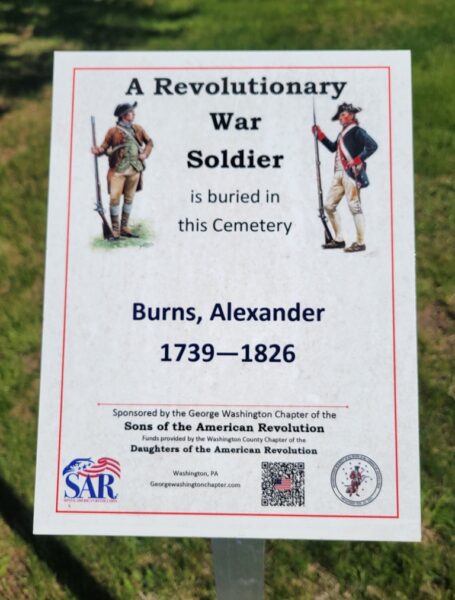 A Revolutionary
War
Soldier
is buried in
this Cemetery
Burns, Alexander
1739—1826
Sponsored by the George Washington Chapter of the
Sons of the American Revolution
Funds provided by the Washington County Chapter of the
Daughters of the American Revolution
SAR
Washington, PA
Georgewashingtonchapter.com